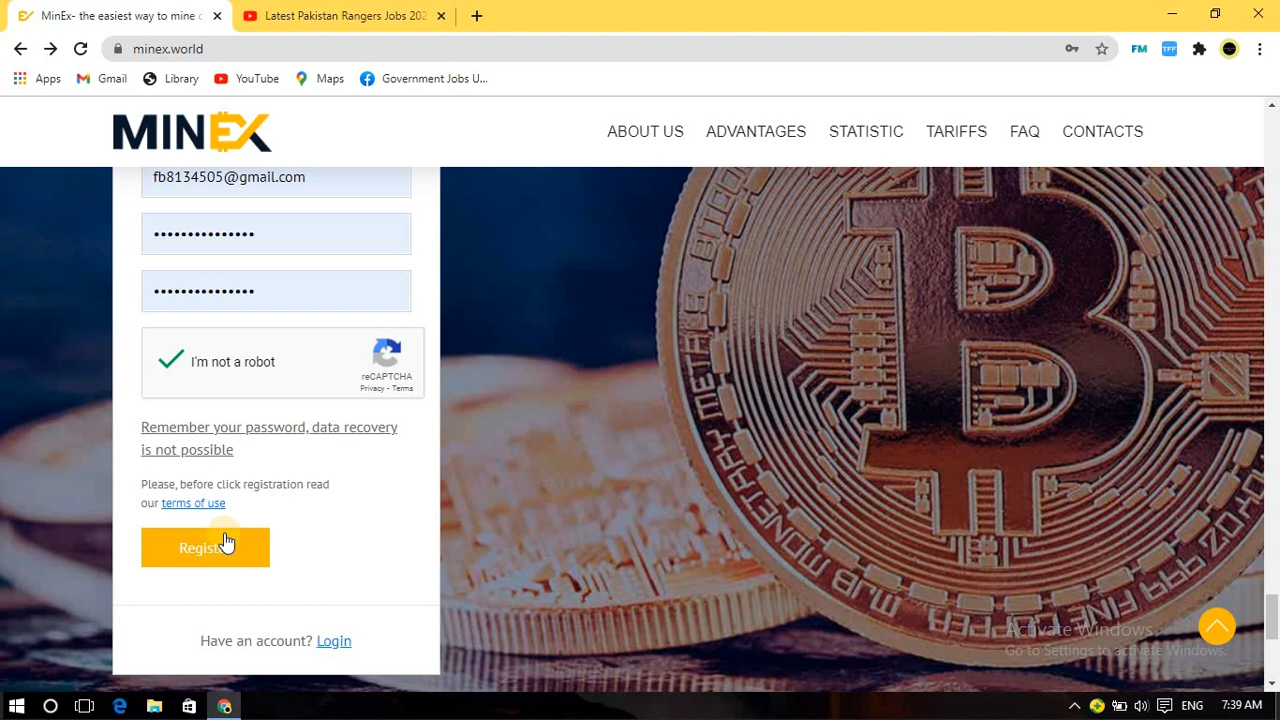 MinEx- the easiest way to mine c
Latest Pakistan Rangers Jobs 202
minex.world
FM
TFF
Apps
Gmail
Library
YouTube
Maps
Government Jobs U...
MINEX
ABOUT US
ADVANTAGES
STATISTIC
TARIFFS
FAQ
CONTACTS
fb8134505@gmail.com
•••••••••••••••
•••••••••••••••
I'm not a robot
reCAPTCHA
Privacy - Terms
Remember your password, data recovery
is not possible
Please, before click registration read
our terms of use
Have an account? Login
Activate Windows
Go to Settings to activate Windows.
ENG
7:39 AM